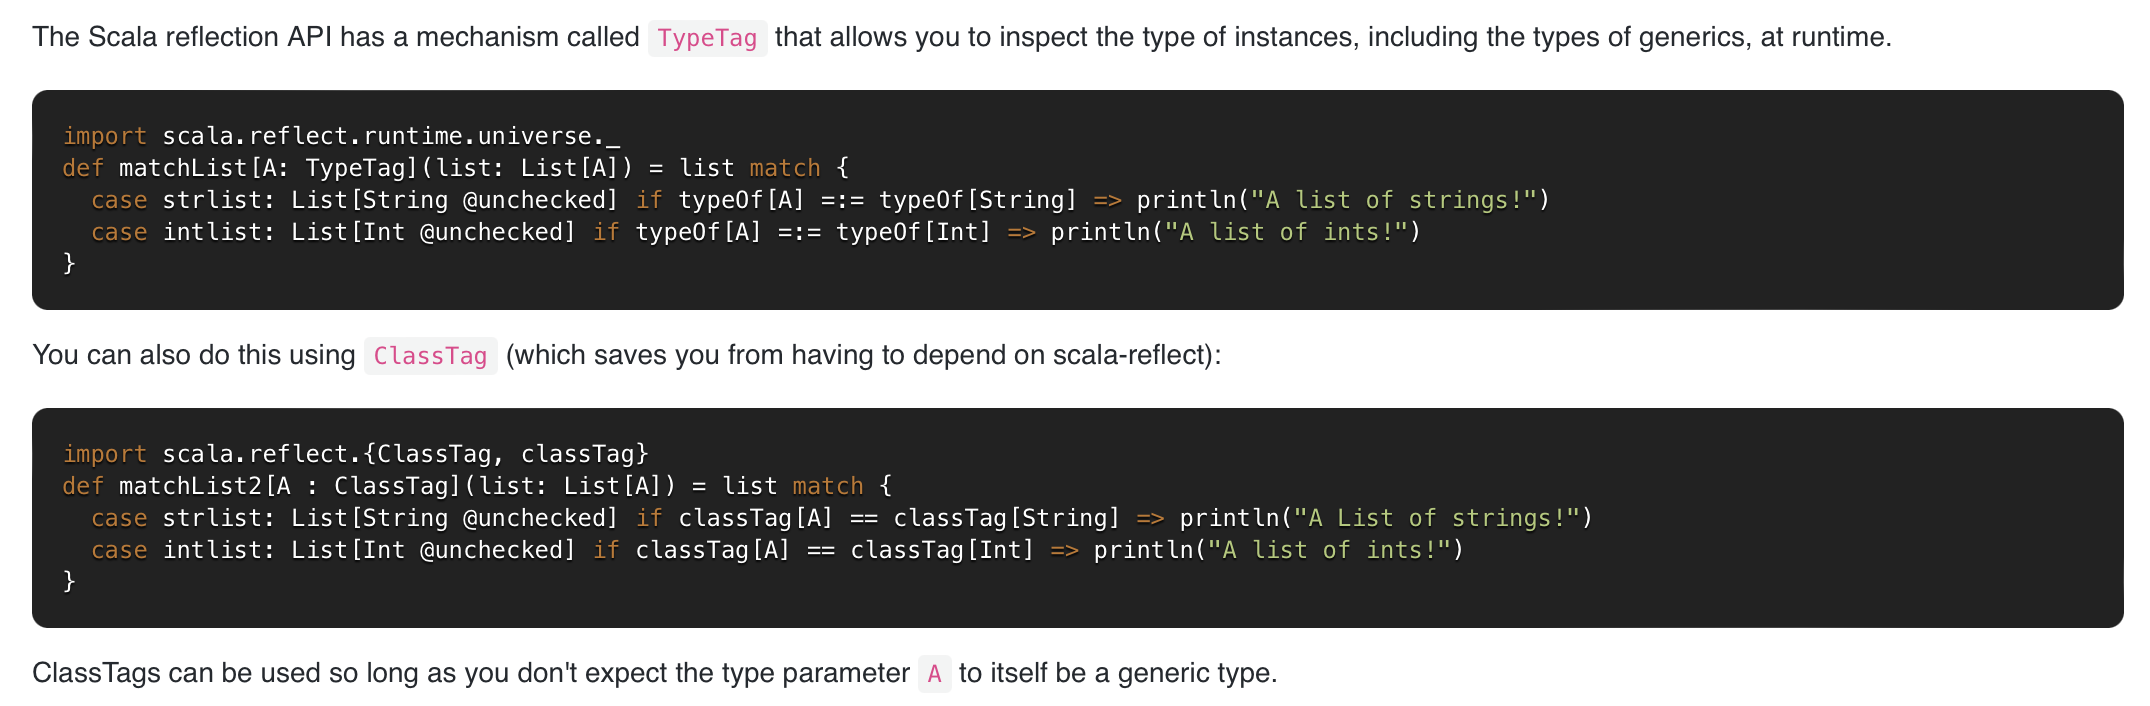 The Scala reflection API has a mechanism called TypeTag that allows you to inspect the type of instances, including the types of generics, at runtime.
import scala.reflect.runtime.universe._
def matchList[A: TypeTag](list: List[A]) = list match {
  case strlist: List[String @unchecked] if typeOf[A] =:= typeOf[String] => println("A list of strings!")
  case intlist: List[Int @unchecked] if typeOf[A] =:= typeOf[Int] => println("A list of ints!")
}
You can also do this using ClassTag (which saves you from having to depend on scala-reflect):
import scala.reflect.{ClassTag, classTag}
def matchList2[A : ClassTag](list: List[A]) = list match {
  case strlist: List[String @unchecked] if classTag[A] == classTag[String] => println("A List of strings!")
  case intlist: List[Int @unchecked] if classTag[A] == classTag[Int] => println("A list of ints!")
}
ClassTags can be used so long as you don't expect the type parameter A to itself be a generic type.